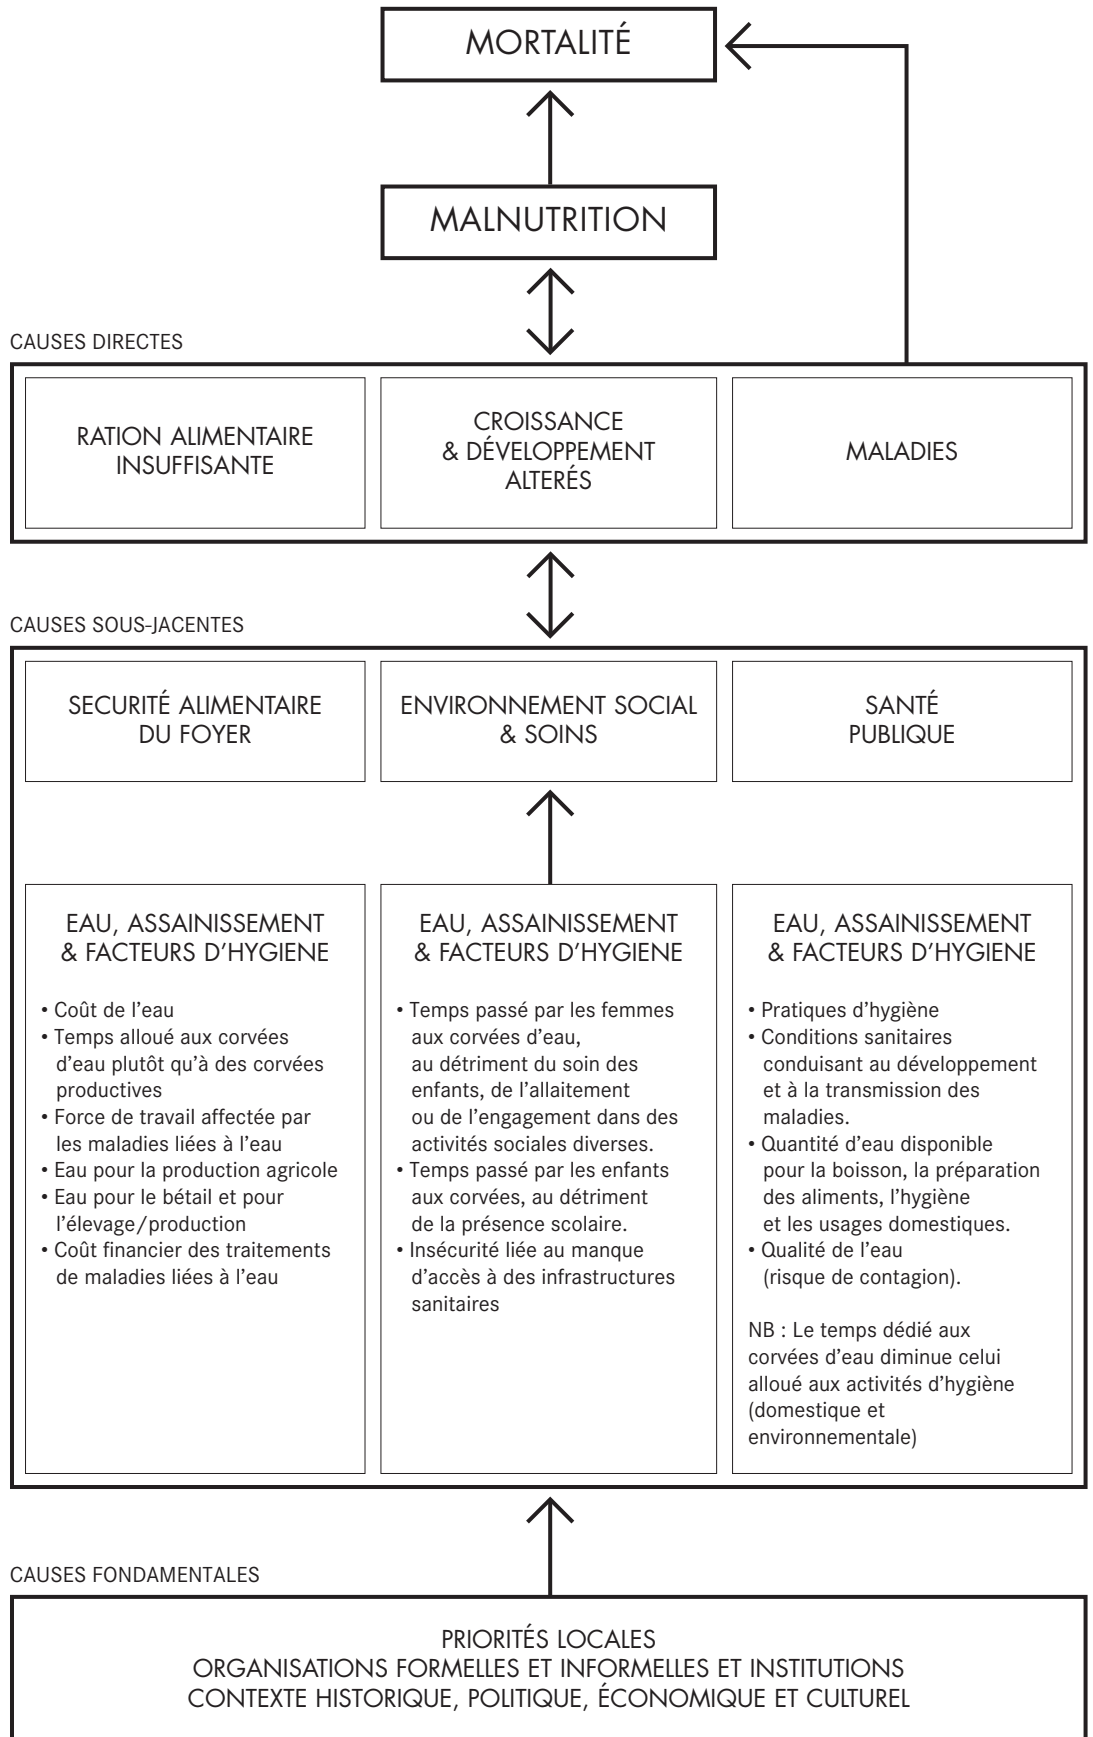 MORTALITÉ
MALNUTRITION
CAUSES DIRECTES
RATION ALIMENTAIRE
INSUFFISANTE
CROISSANCE
& DÉVELOPPEMENT
ALTERÉS
MALADIES
CAUSES SOUS-JACENTES
SECURITÉ ALIMENTAIRE
DU FOYER
ENVIRONNEMENT SOCIAL
& SOINS
SANTÉ
PUBLIQUE
EAU, ASSAINISSEMENT
& FACTEURS D'HYGIENE
• Coût de l'eau
• Temps alloué aux corvées
d'eau plutôt qu'à des corvées
productives
• Force de travail affectée par
les maladies liées à l'eau
• Eau pour la production agricole
• Eau pour le bétail et pour
l'élevage/production
• Coût financier des traitements
de maladies liées à l'eau
EAU, ASSAINISSEMENT
& FACTEURS D'HYGIENE
• Temps passé par les femmes
aux corvées d'eau,
au détriment du soin des
enfants, de l'allaitement
ou de l'engagement dans des
activités sociales diverses.
• Temps passé par les enfants
aux corvées, au détriment
de la présence scolaire.
• Insécurité liée au manque
d'accès à des infrastructures
sanitaires
EAU, ASSAINISSEMENT
& FACTEURS D'HYGIENE
• Pratiques d'hygiène
• Conditions sanitaires
conduisant au développement
et à la transmission des
maladies.
• Quantité d'eau disponible
pour la boisson, la préparation
des aliments, l'hygiène
et les usages domestiques.
• Qualité de l'eau
(risque de contagion).
NB : Le temps dédié aux
corvées d'eau diminue celui
alloué aux activités d'hygiène
(domestique et
environnementale)
CAUSES FONDAMENTALES
PRIORITÉS LOCALES
ORGANISATIONS FORMELLES ET INFORMELLES ET INSTITUTIONS
CONTEXTE HISTORIQUE, POLITIQUE, ÉCONOMIQUE ET CULTUREL